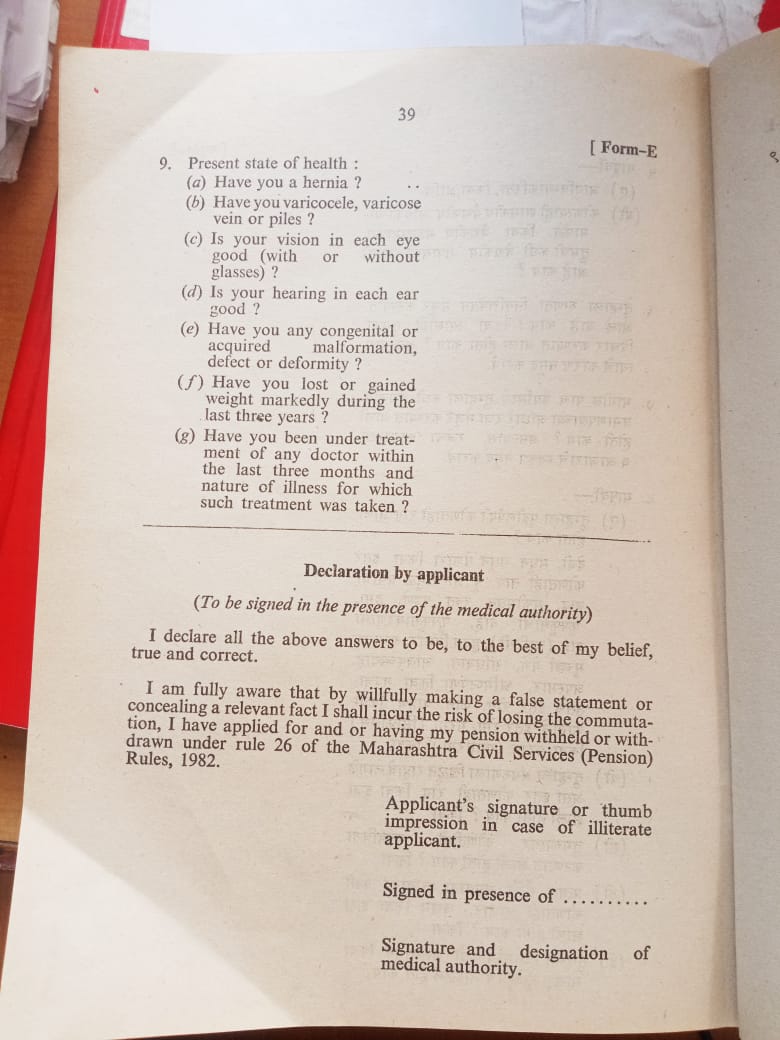 39
[ Form–E
9. Present state of health :
(a) Have you a hernia ? ..
(b) Have you varicocele, varicose
vein or piles ?
(c) Is your vision in each eye
good (with or without
glasses) ?
(d) Is your hearing in each ear
good ?
(e) Have you any congenital or
acquired malformation,
defect or deformity ?
(f) Have you lost or gained
weight markedly during the
last three years ?
(g) Have you been under treat-
ment of any doctor within
the last three months and
nature of illness for which
such treatment was taken ?
Declaration by applicant
(To be signed in the presence of the medical authority)
I declare all the above answers to be, to the best of my belief,
true and correct.
I am fully aware that by willfully making a false statement or
concealing a relevant fact I shall incur the risk of losing the commuta-
tion, I have applied for and or having my pension withheld or with-
drawn under rule 26 of the Maharashtra Civil Services (Pension)
Rules, 1982.
Applicant's signature or thumb
impression in case of illiterate
applicant.
Signed in presence of ..........
Signature and designation of
medical authority.